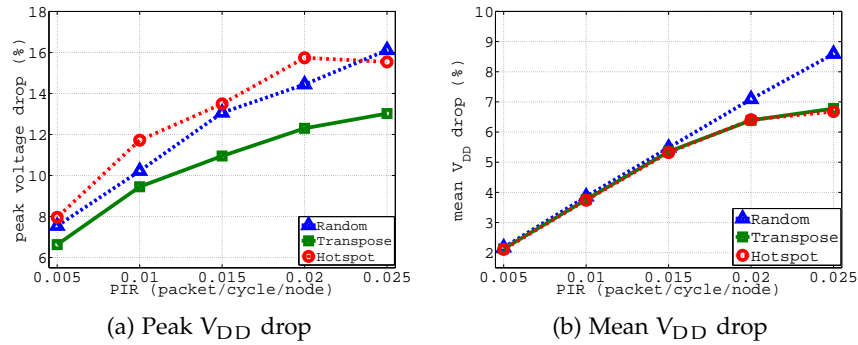 18
16
14
12
10
8
6
peak voltage drop (%)
0.005 0.01 0.015 0.02 0.025
PIR (packet/cycle/node)
Random
Transpose
Hotspot
(a) Peak VDD drop
10
9
8
7
6
5
4
3
2
mean VDD drop (%)
0.005 0.01 0.015 0.02 0.025
PIR (packet/cycle/node)
Random
Transpose
Hotspot
(b) Mean VDD drop